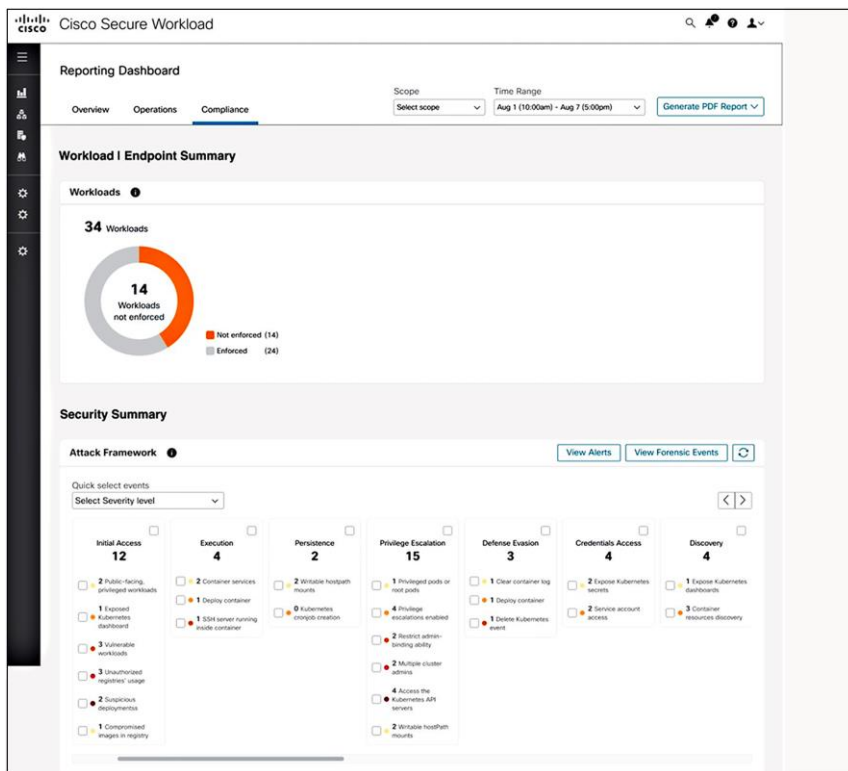 CISCO
Cisco Secure Workload
Reporting Dashboard
Scope
Time Range
Select scope
Aug 1 (10:00am) - Aug 7 (5:00pm)
Generate PDF Report
Overview
Operations
Compliance
Workload | Endpoint Summary
Workloads
34 Workloads
14
Workloads
not enforced
Not enforced (14)
Enforced (24)
Security Summary
Attack Framework
View Alerts
View Forensic Events
Quick select events
Select Severity level
Initial Access
12
2 Public-facing,
privileged workloads
1 Exposed
Kubernetes
dashboard
3 Vulnerable
workloads
3 Unauthorized
registries' usage
2 Suspicious
deploymentss
1 Compromised
images in registry
Execution
4
2 Container services
1 Deploy container
1 SSH server running
inside container
Persistence
2
2 Writable hostpath
mounts
0 Kubernetes
cronjob creation
Privilege Escalation
15
1 Privileged pods or
root pods
4 Privilege
escalations enabled
2 Restrict admin-
binding ability
2 Multiple cluster
admins
4 Access the
Kubernetes API
servers
2 Writable hostPath
mounts
Defense Evasion
3
1 Clear container log
1 Deploy container
1 Delete Kubernetes
event
Credentials Access
4
2 Expose Kubernetes
secrets
2 Service account
access
Discovery
4
1 Expose Kubernetes
dashboards
3 Container
resources discovery